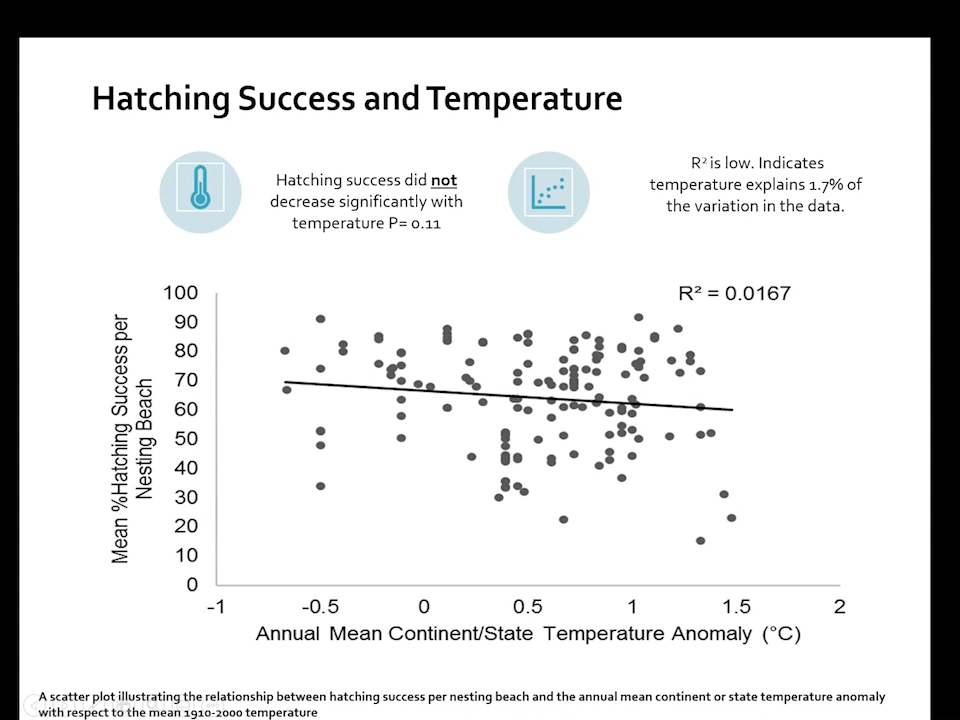 Hatching Success and Temperature
Hatching success did not
decrease significantly with
temperature P= 0.11
R² is low. Indicates
temperature explains 1.7% of
the variation in the data.
R² = 0.0167
Mean %Hatching Success per
Nesting Beach
100
90
80
70
60
50
40
30
20
10
0
-1 -0.5 0 0.5 1 1.5 2
Annual Mean Continent/State Temperature Anomaly (°C)
A scatter plot illustrating the relationship between hatching success per nesting beach and the annual mean continent or state temperature anomaly
with respect to the mean 1910-2000 temperature